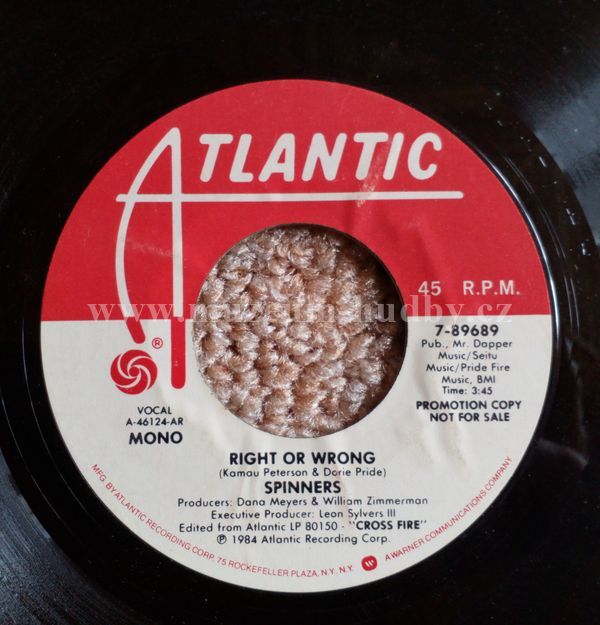 ATLANTIC
45 R.P.M.
7-89689
Pub., Mr. Dapper
Music/Seitu
Music/Pride Fire
Music, BMI
Time: 3:45
PROMOTION COPY
NOT FOR SALE
®
VOCAL
A-46124-AR
MONO
RIGHT OR WRONG
(Kamau Peterson & Dorie Pride)
SPINNERS
Producers: Dana Meyers & William Zimmerman
Executive Producer: Leon Sylvers III
Edited from Atlantic LP 80150 - "CROSS FIRE"
℗ 1984 Atlantic Recording Corp.
MFG. BY ATLANTIC RECORDING CORP., 75 ROCKEFELLER PLAZA, N.Y., N.Y. A WARNER COMMUNICATIONS COMPANY